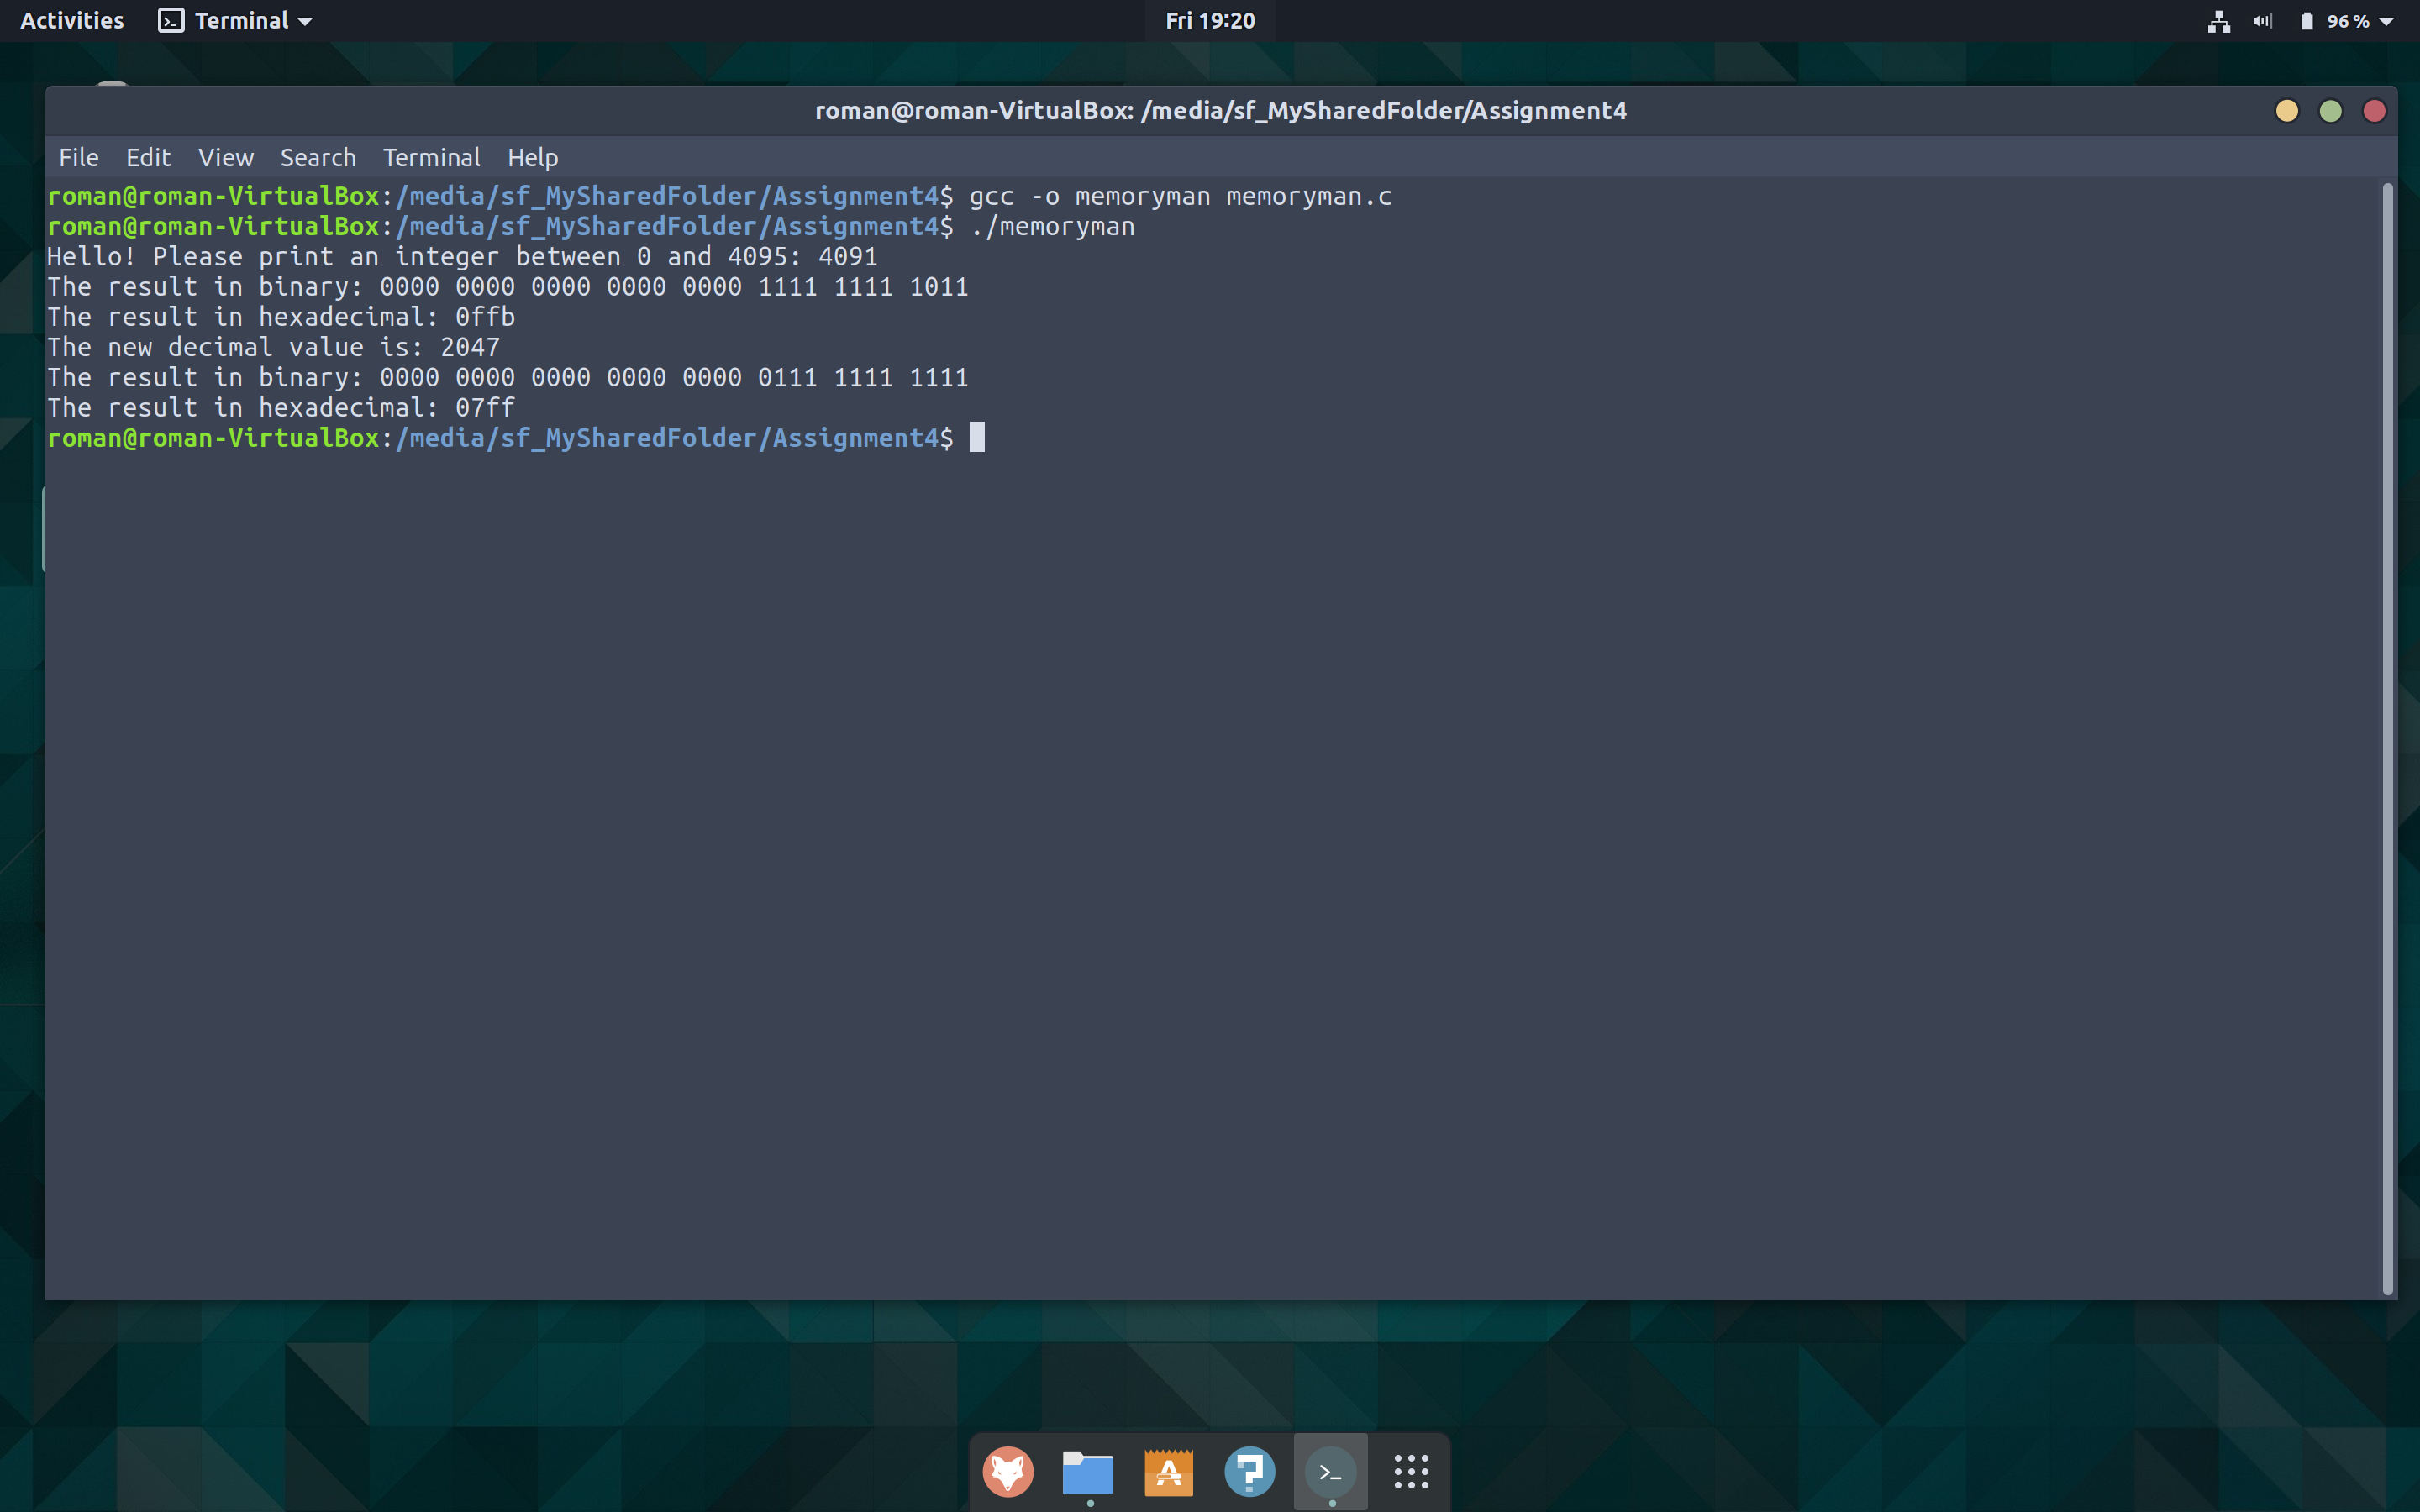 Activities Terminal Fri 19:20 96 %
roman@roman-VirtualBox: /media/sf_MySharedFolder/Assignment4
File Edit View Search Terminal Help
roman@roman-VirtualBox:/media/sf_MySharedFolder/Assignment4$ gcc -o memoryman memoryman.c
roman@roman-VirtualBox:/media/sf_MySharedFolder/Assignment4$ ./memoryman
Hello! Please print an integer between 0 and 4095: 4091
The result in binary: 0000 0000 0000 0000 0000 1111 1111 1011
The result in hexadecimal: 0ffb
The new decimal value is: 2047
The result in binary: 0000 0000 0000 0000 0000 0111 1111 1111
The result in hexadecimal: 07ff
roman@roman-VirtualBox:/media/sf_MySharedFolder/Assignment4$